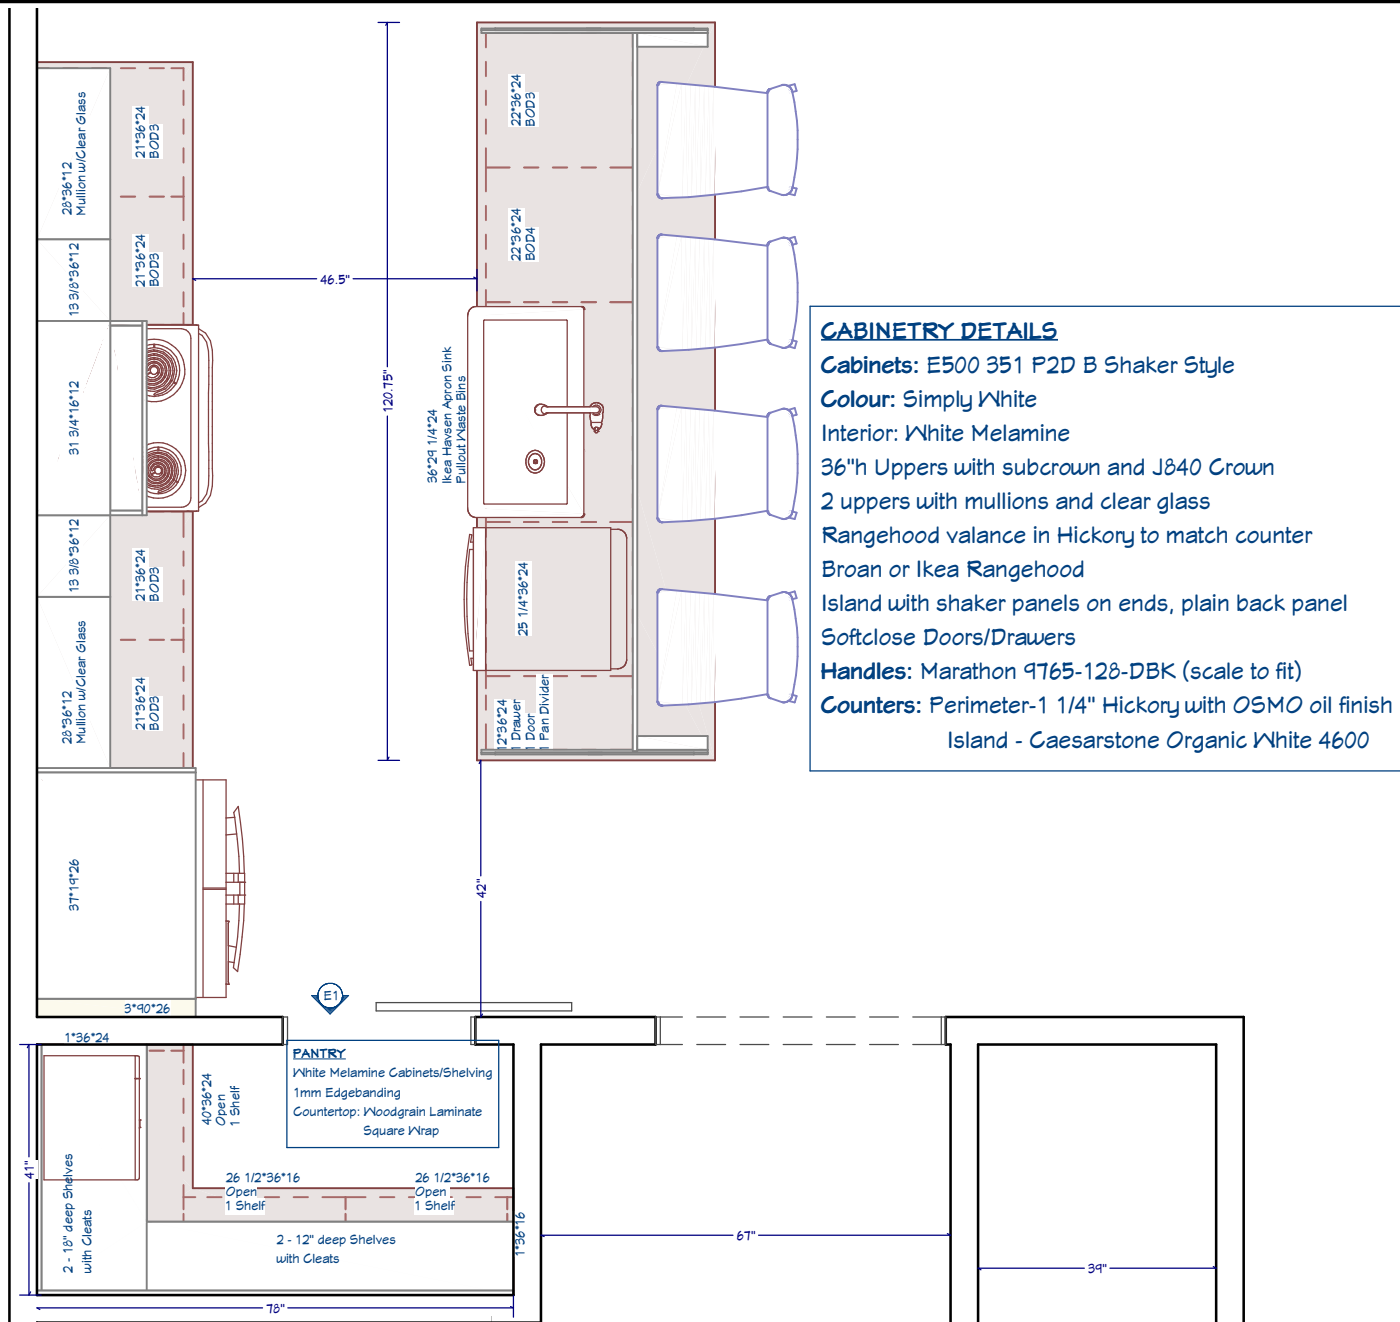 28*36*12
Mullion w/Clear Glass
21*36*24
BOD3
13 3/8*36*12
21*36*24
BOD3
31 3/4*16*12
13 3/8*36*12
21*36*24
BOD3
28*36*12
Mullion w/Clear Glass
21*36*24
BOD3
37*19*26
3*90*26
46.5"
120.75"
22*36*24
BOD3
22*36*24
BOD4
36*29 1/4*24
Ikea Havsen Apron Sink
Pullout Waste Bins
25 1/4*36*24
12*36*24
1 Drawer
1 Door
1 Pan Divider
42"
CABINETRY DETAILS
Cabinets: E500 351 P2D B Shaker Style
Colour: Simply White
Interior: White Melamine
36"h Uppers with subcrown and J840 Crown
2 uppers with mullions and clear glass
Rangehood valance in Hickory to match counter
Broan or Ikea Rangehood
Island with shaker panels on ends, plain back panel
Softclose Doors/Drawers
Handles: Marathon 9765-128-DBK (scale to fit)
Counters: Perimeter-1 1/4" Hickory with OSMO oil finish
Island - Caesarstone Organic White 4600
E1
1*36*24
PANTRY
White Melamine Cabinets/Shelving
1mm Edgebanding
Countertop: Woodgrain Laminate
Square Wrap
40*36*24
Open
1 Shelf
41"
2 - 18" deep Shelves
with Cleats
26 1/2*36*16
Open
1 Shelf
26 1/2*36*16
Open
1 Shelf
1*36*16
2 - 12" deep Shelves
with Cleats
78"
67"
39"